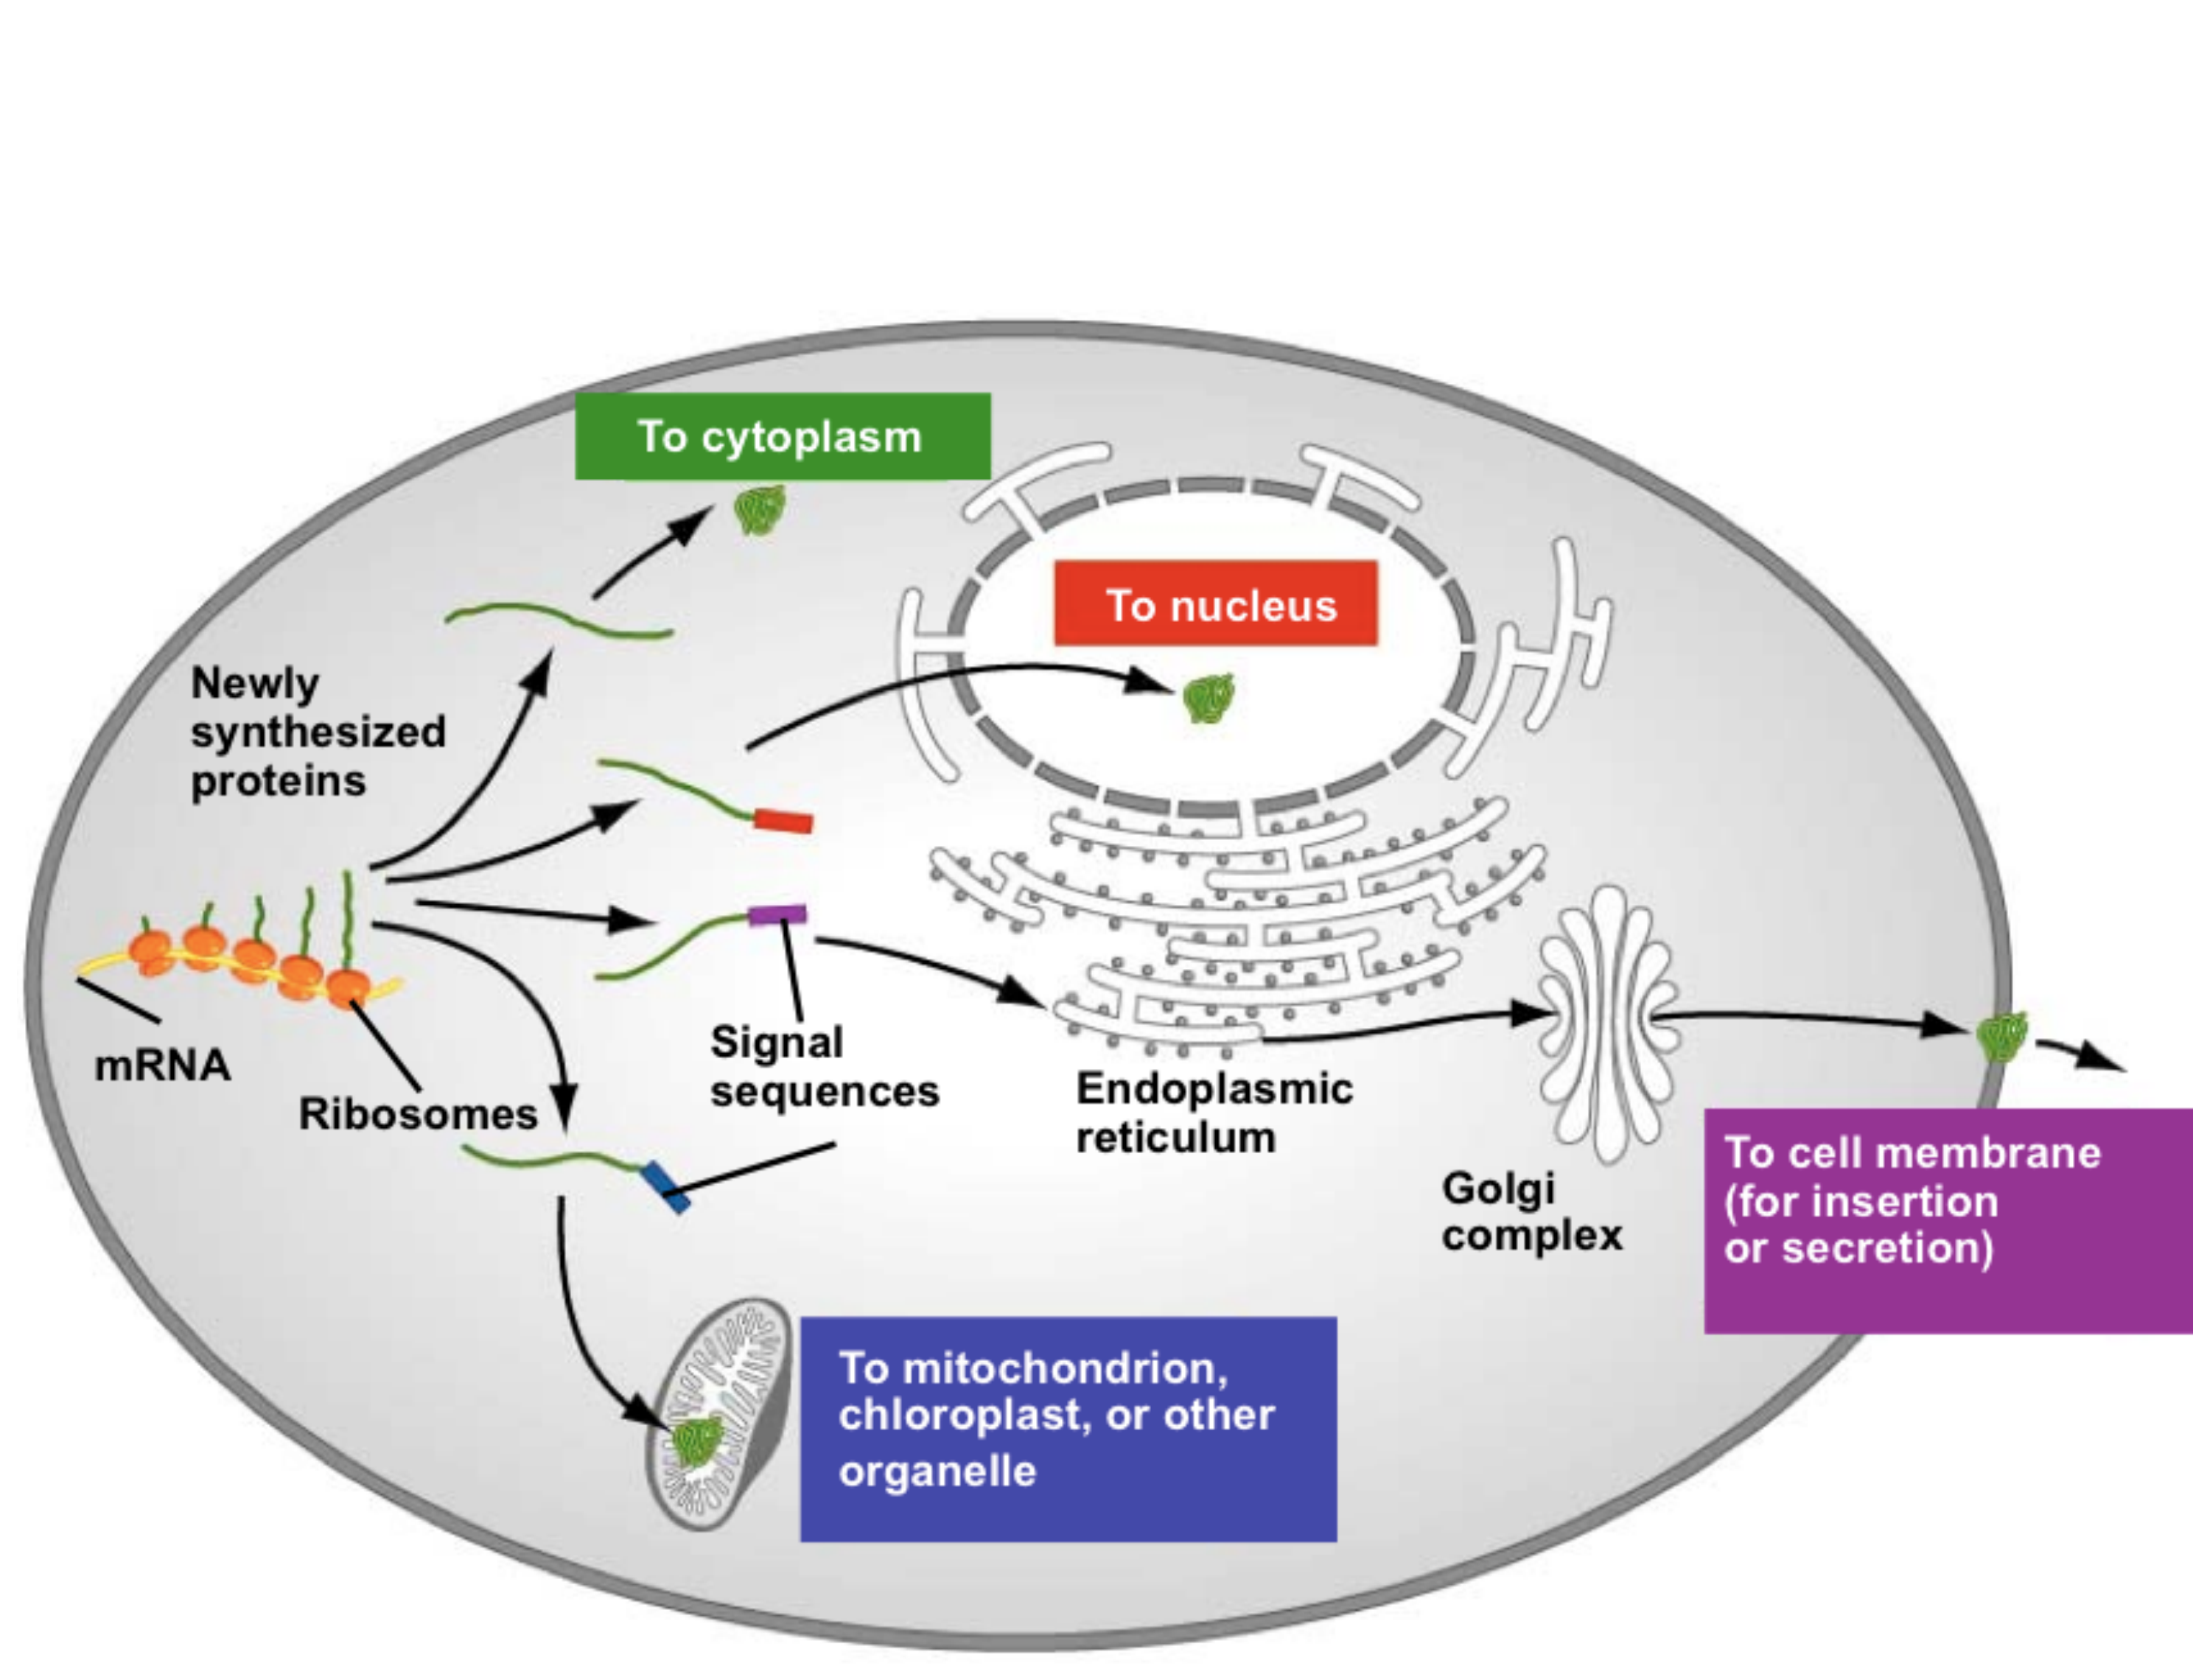 To cytoplasm
To nucleus
Newly
synthesized
proteins
mRNA
Ribosomes
Signal
sequences
Endoplasmic
reticulum
Golgi
complex
To cell membrane
(for insertion
or secretion)
To mitochondrion,
chloroplast, or other
organelle